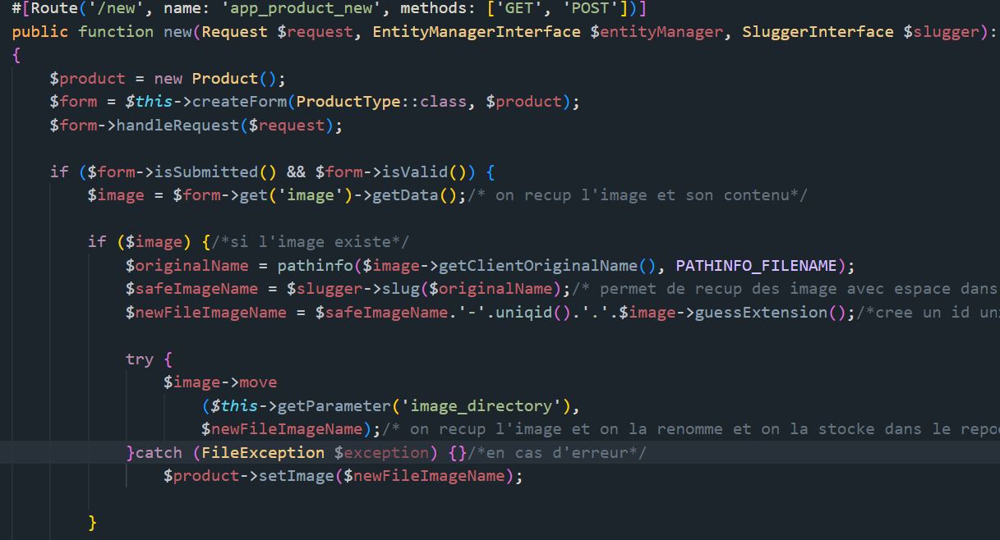 #[Route('/new', name: 'app_product_new', methods: ['GET', 'POST'])]
public function new(Request $request, EntityManagerInterface $entityManager, SluggerInterface $slugger):
{
$product = new Product();
$form = $this->createForm(ProductType::class, $product);
$form->handleRequest($request);
if ($form->isSubmitted() && $form->isValid()) {
$image = $form->get('image')->getData();/* on recup l'image et son contenu*/
if ($image) {/*si l'image existe*/
$originalName = pathinfo($image->getClientOriginalName(), PATHINFO_FILENAME);
$safeImageName = $slugger->slug($originalName);/* permet de recup des image avec espace dans
$newFileImageName = $safeImageName.'-'.uniqid().'.'.$image->guessExtension();/*cree un id
try {
$image->move
($this->getParameter('image_directory'),
$newFileImageName);/* on recup l'image et on la renomme et on la stocke dans le
}catch (FileException $exception) {}/*en cas d'erreur*/
$product->setImage($newFileImageName);
}